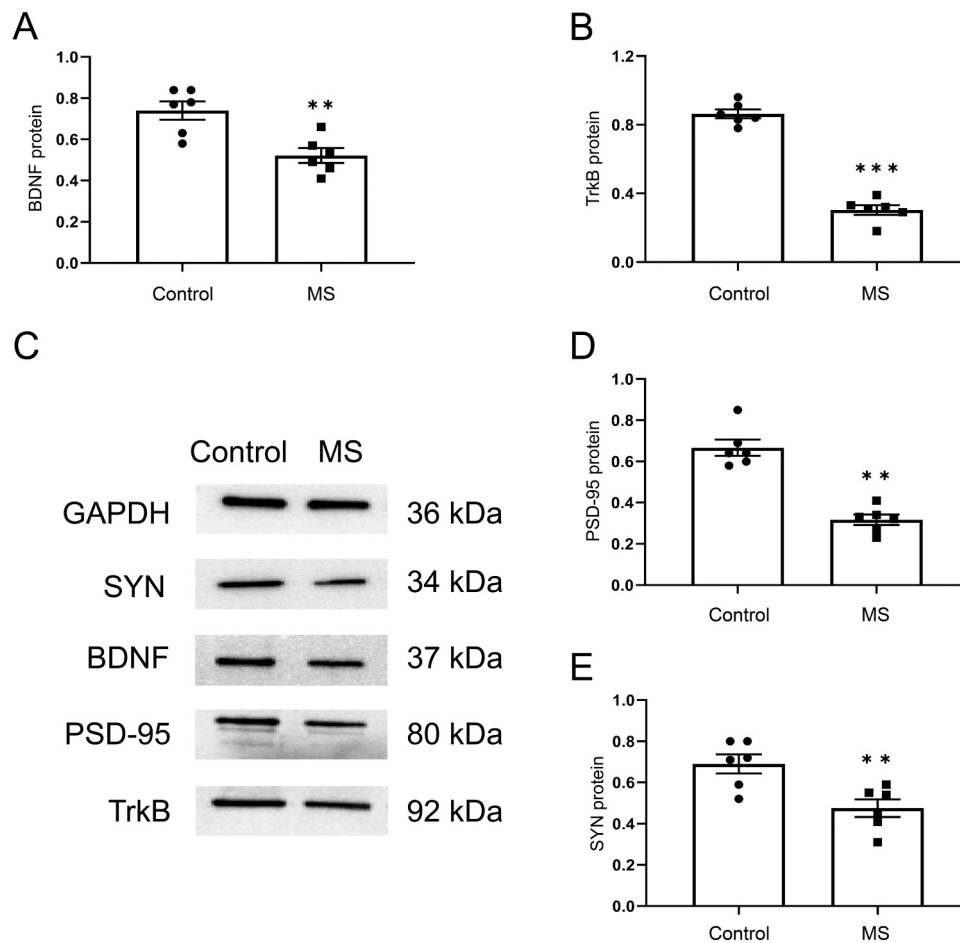 A
BDNF protein
1.0
0.8
0.6
0.4
0.2
0.0
**
Control MS
B
TrkB protein
1.2
0.8
0.4
0.0
***
Control MS
C
Control MS
GAPDH 36 kDa
SYN 34 kDa
BDNF 37 kDa
PSD-95 80 kDa
TrkB 92 kDa
D
PSD-95 protein
1.0
0.8
0.6
0.4
0.2
0.0
**
Control MS
E
SYN protein
1.0
0.8
0.6
0.4
0.2
0.0
**
Control MS